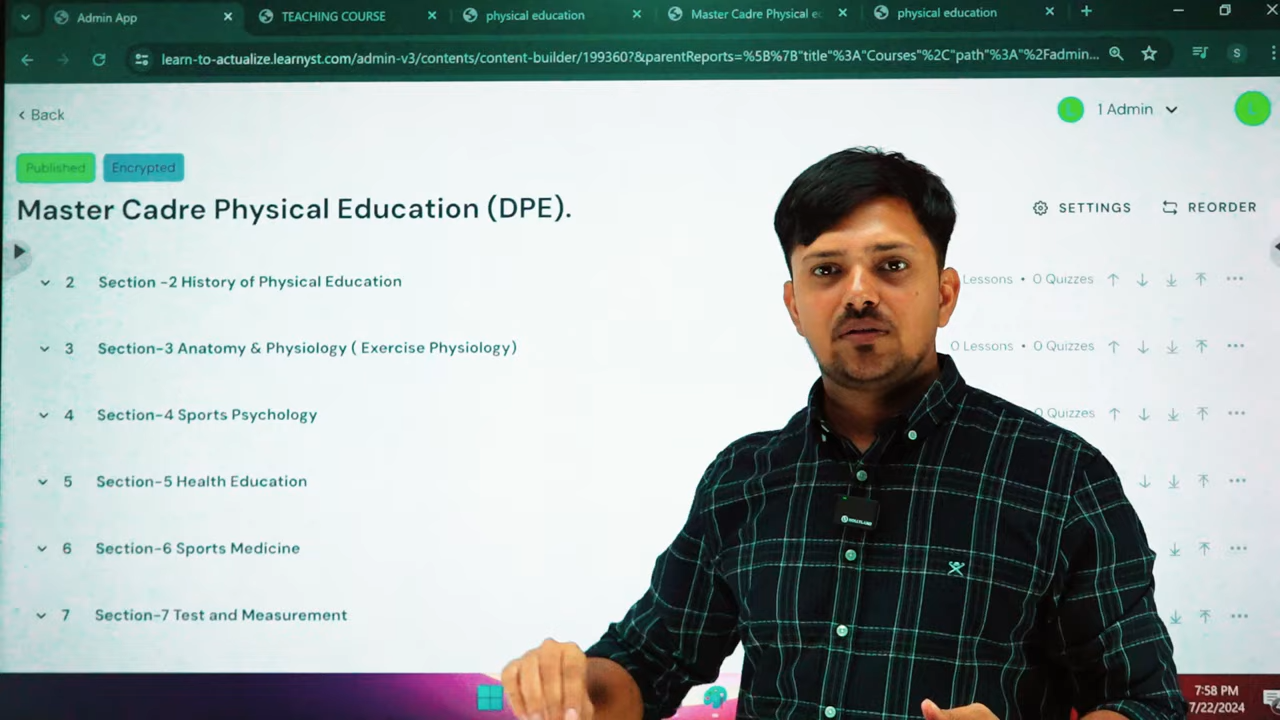 Admin App
TEACHING COURSE
physical education
Master Cadre Physical e
physical education
learn-to-actualize.learnyst.com/admin-v3/contents/content-builder/199360?&parentReports=%5B%7B"title"%3A"Courses"%2C"path"%3A"%2Fadmin...
S
Back
1 Admin
Published
Encrypted
Master Cadre Physical Education (DPE).
SETTINGS
REORDER
2 Section -2 History of Physical Education
Lessons • 0 Quizzes
3 Section-3 Anatomy & Physiology ( Exercise Physiology)
0 Lessons • 0 Quizzes
4 Section-4 Sports Psychology
0 Quizzes
5 Section-5 Health Education
6 Section-6 Sports Medicine
7 Section-7 Test and Measurement
7:58 PM
7/22/2024